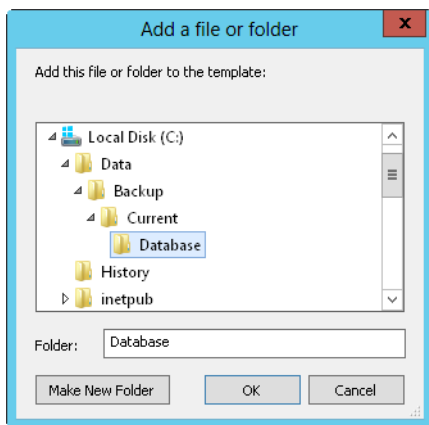 Add a file or folder
x
Add this file or folder to the template:
Local Disk (C:)
Data
Backup
Current
Database
History
inetpub
Folder: Database
Make New Folder OK Cancel